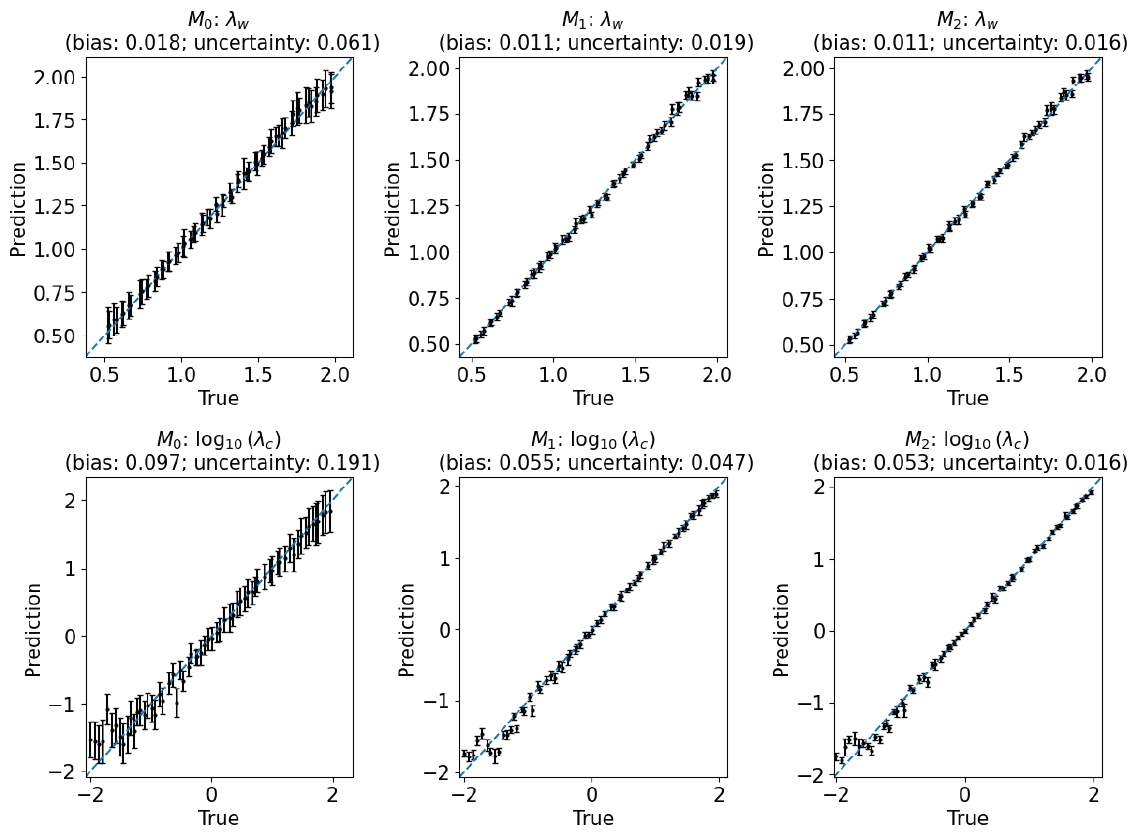 M₀: λ_w
(bias: 0.018; uncertainty: 0.061)
2.00
1.75
1.50
1.25
1.00
0.75
0.50
Prediction
0.5 1.0 1.5 2.0
True
M₁: λ_w
(bias: 0.011; uncertainty: 0.019)
2.00
1.75
1.50
1.25
1.00
0.75
0.50
Prediction
0.5 1.0 1.5 2.0
True
M₂: λ_w
(bias: 0.011; uncertainty: 0.016)
2.00
1.75
1.50
1.25
1.00
0.75
0.50
Prediction
0.5 1.0 1.5 2.0
True
M₀: log₁₀ (λ_c)
(bias: 0.097; uncertainty: 0.191)
2
1
0
−1
−2
Prediction
−2 0 2
True
M₁: log₁₀ (λ_c)
(bias: 0.055; uncertainty: 0.047)
2
1
0
−1
−2
Prediction
−2 0 2
True
M₂: log₁₀ (λ_c)
(bias: 0.053; uncertainty: 0.016)
2
1
0
−1
−2
Prediction
−2 0 2
True